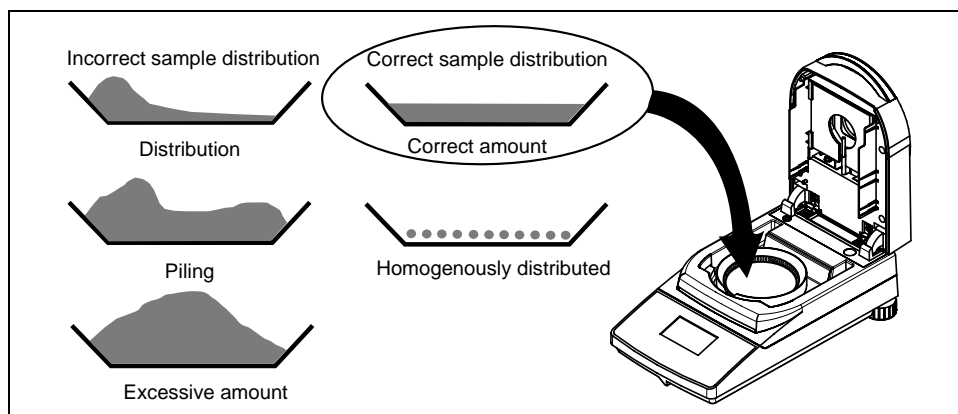 Incorrect sample distribution
Distribution
Piling
Excessive amount
Correct sample distribution
Correct amount
Homogenously distributed